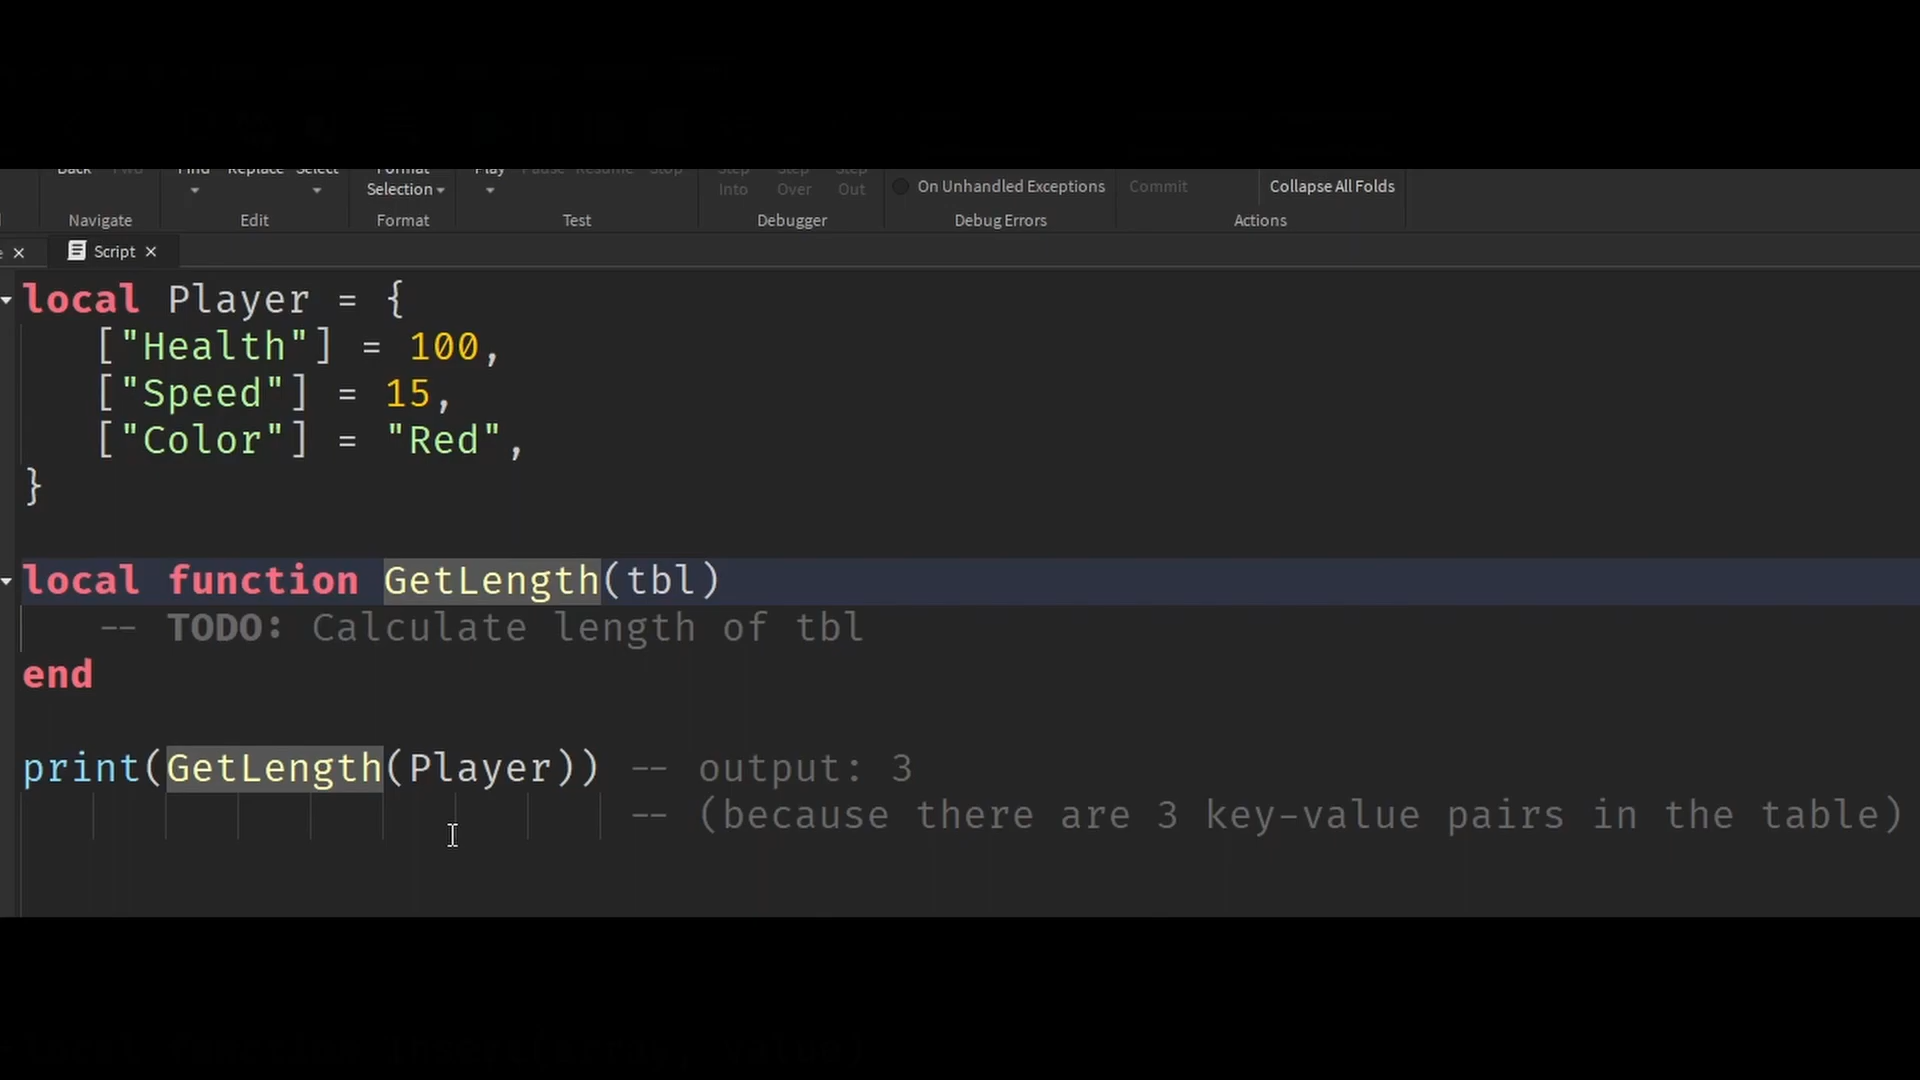 Back Find Replace Select Format Play Pause Resume Stop Step Step Step
Selection Into Over Out On Unhandled Exceptions Commit Collapse All Folds
Navigate Edit Format Test Debugger Debug Errors Actions
Script
local Player = {
["Health"] = 100,
["Speed"] = 15,
["Color"] = "Red",
}
local function GetLength(tbl)
-- TODO: Calculate length of tbl
end
print(GetLength(Player)) -- output: 3
-- (because there are 3 key-value pairs in the table)